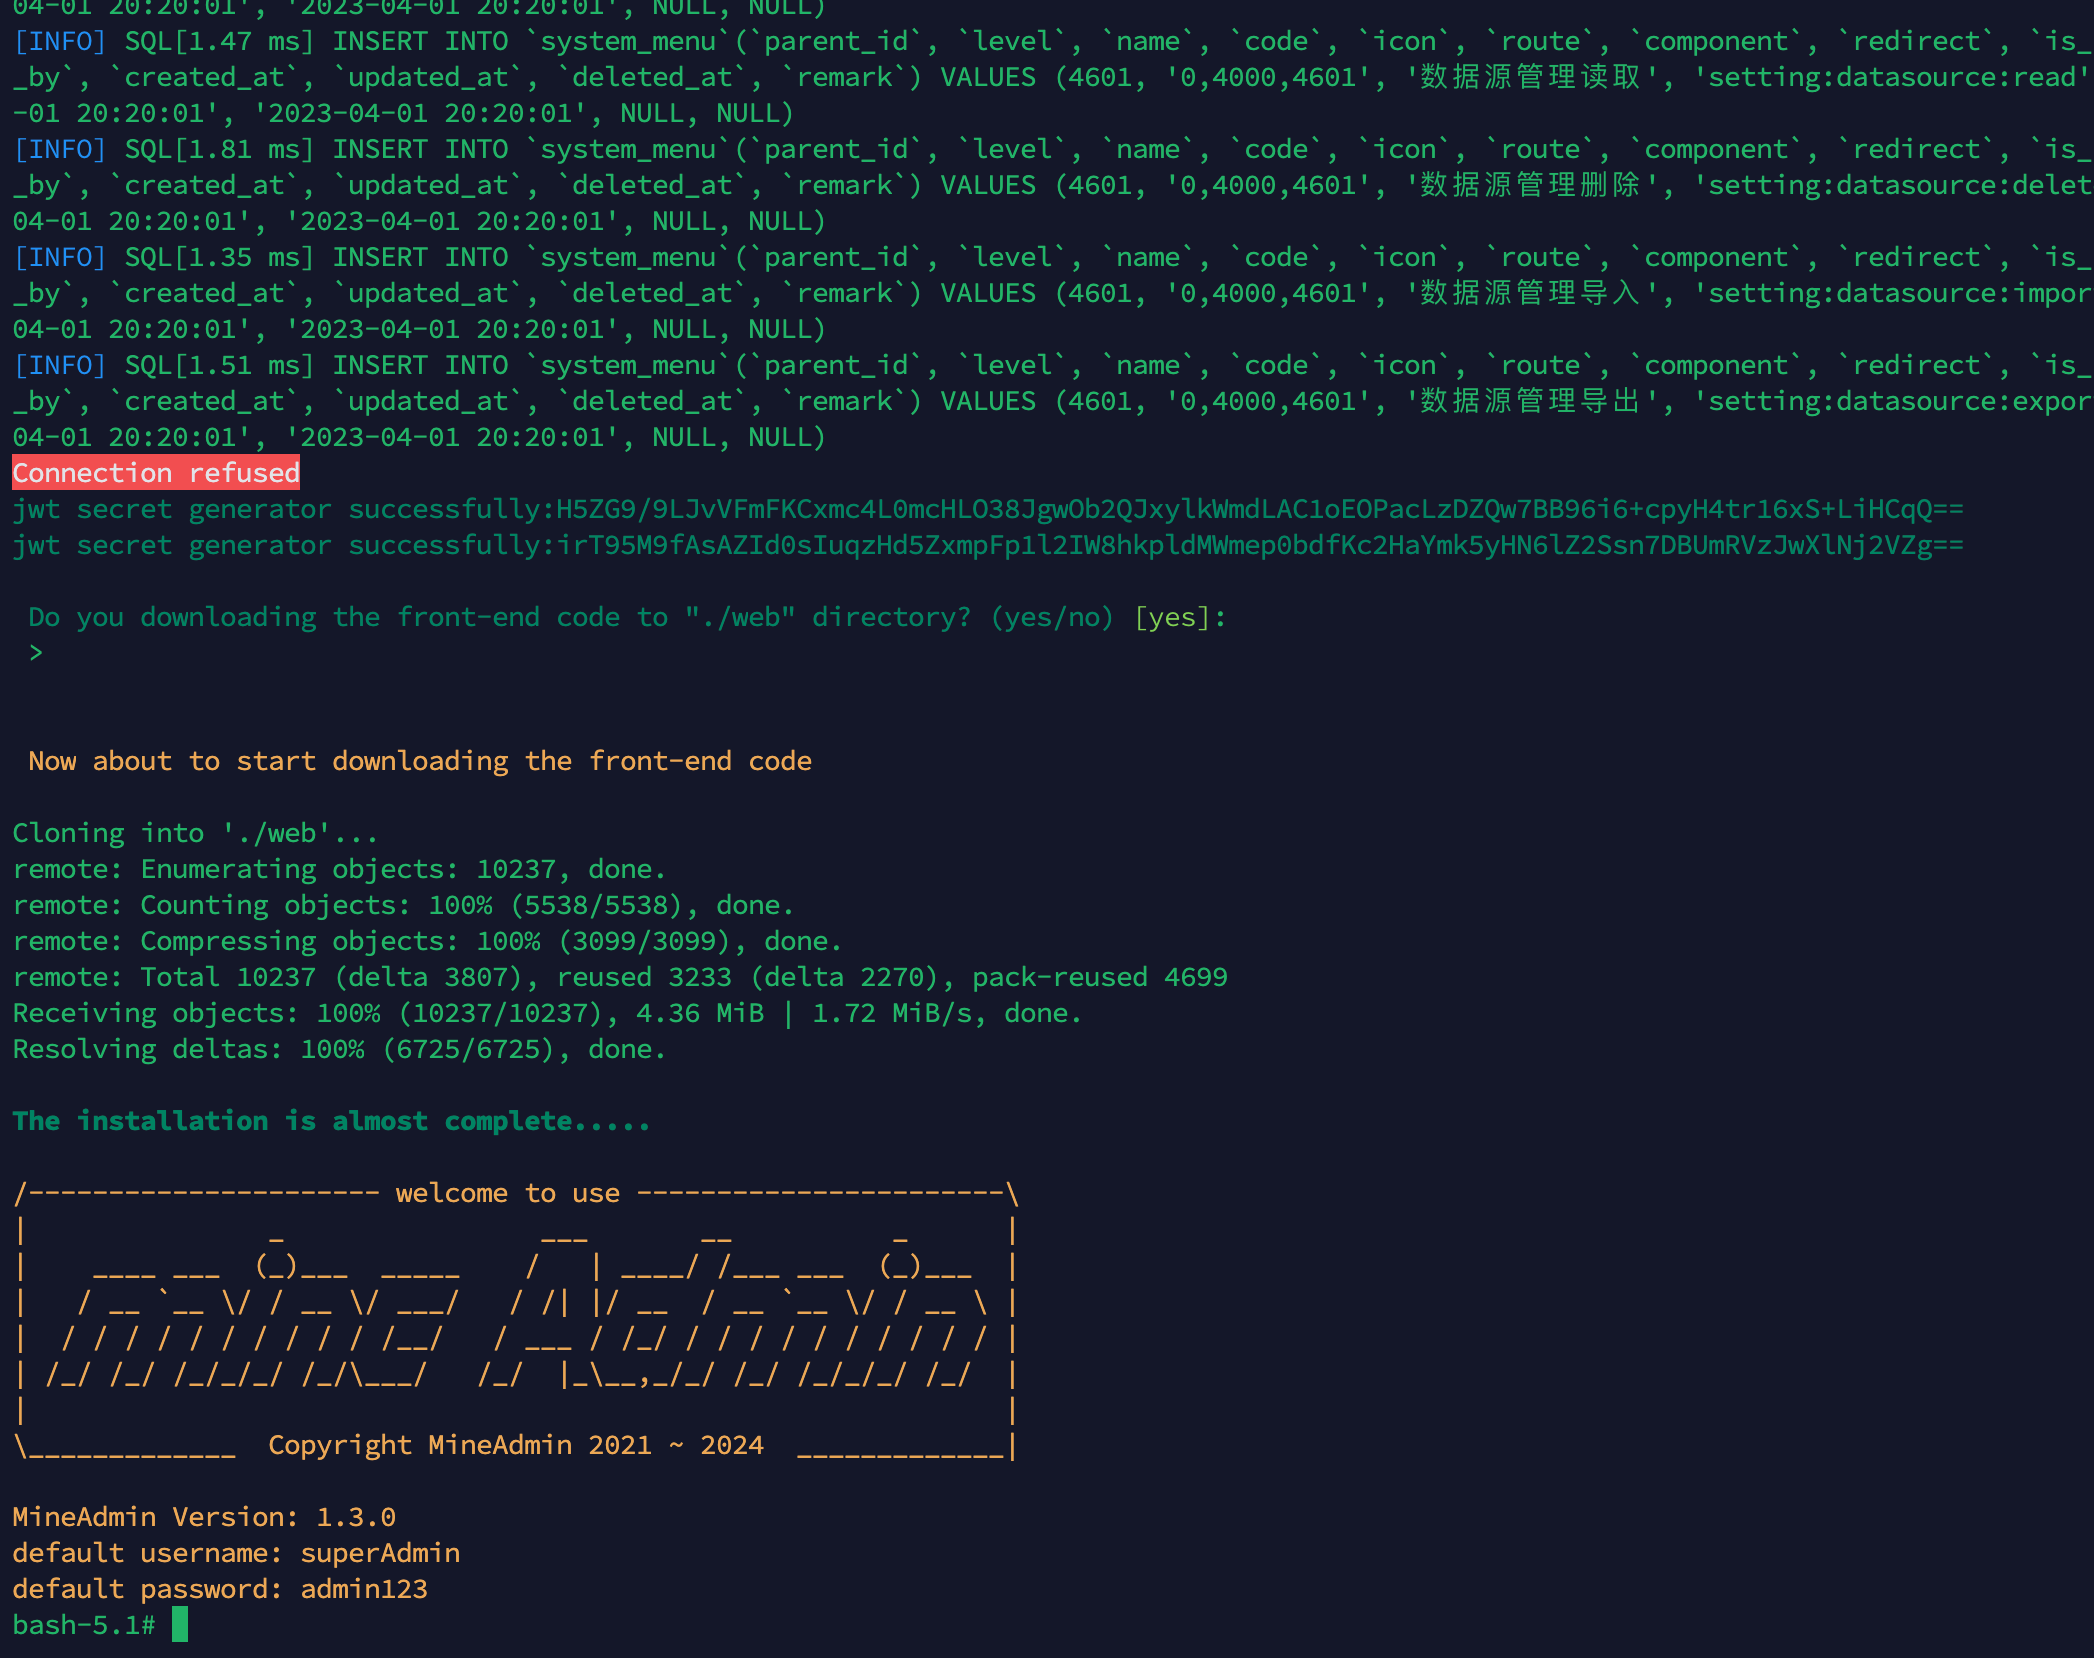 04-01 20:20:01', '2023-04-01 20:20:01', NULL, NULL)
[INFO] SQL[1.47 ms] INSERT INTO `system_menu`(`parent_id`, `level`, `name`, `code`, `icon`, `route`, `component`, `redirect`, `is_
_by`, `created_at`, `updated_at`, `deleted_at`, `remark`) VALUES (4601, '0,4000,4601', '数据源管理读取', 'setting:datasource:read'
-01 20:20:01', '2023-04-01 20:20:01', NULL, NULL)
[INFO] SQL[1.81 ms] INSERT INTO `system_menu`(`parent_id`, `level`, `name`, `code`, `icon`, `route`, `component`, `redirect`, `is_
_by`, `created_at`, `updated_at`, `deleted_at`, `remark`) VALUES (4601, '0,4000,4601', '数据源管理删除', 'setting:datasource:delet
04-01 20:20:01', '2023-04-01 20:20:01', NULL, NULL)
[INFO] SQL[1.35 ms] INSERT INTO `system_menu`(`parent_id`, `level`, `name`, `code`, `icon`, `route`, `component`, `redirect`, `is_
_by`, `created_at`, `updated_at`, `deleted_at`, `remark`) VALUES (4601, '0,4000,4601', '数据源管理导入', 'setting:datasource:impor
04-01 20:20:01', '2023-04-01 20:20:01', NULL, NULL)
[INFO] SQL[1.51 ms] INSERT INTO `system_menu`(`parent_id`, `level`, `name`, `code`, `icon`, `route`, `component`, `redirect`, `is_
_by`, `created_at`, `updated_at`, `deleted_at`, `remark`) VALUES (4601, '0,4000,4601', '数据源管理导出', 'setting:datasource:expor
04-01 20:20:01', '2023-04-01 20:20:01', NULL, NULL)
Connection refused
jwt secret generator successfully:H5ZG9/9LJvVFmFKCxmc4L0mcHLO38JgwOb2QJxylkWmdLAC1oEOPacLzDZQw7BB96i6+cpyH4tr16xS+LiHCqQ==
jwt secret generator successfully:irT95M9fAsAZId0sIuqzHd5ZxmpFp1l2IW8hkpldMWmep0bdfKc2HaYmk5yHN6lZ2Ssn7DBUmRVzJwXlNj2VZg==
Do you downloading the front-end code to "./web" directory? (yes/no) [yes]:
>
Now about to start downloading the front-end code
Cloning into './web'...
remote: Enumerating objects: 10237, done.
remote: Counting objects: 100% (5538/5538), done.
remote: Compressing objects: 100% (3099/3099), done.
remote: Total 10237 (delta 3807), reused 3233 (delta 2270), pack-reused 4699
Receiving objects: 100% (10237/10237), 4.36 MiB | 1.72 MiB/s, done.
Resolving deltas: 100% (6725/6725), done.
The installation is almost complete.....
/---------------------- welcome to use -----------------------\
|               _                ___       __          _      |
|    ____ ___  (_)___  _____    /   | ____/ /___ ___  (_)___  |
|   / __ `__ \/ / __ \/ ___/   / /| |/ __  / __ `__ \/ / __ \ |
|  / / / / / / / / / / /__/   / ___ / /_/ / / / / / / / / / / |
| /_/ /_/ /_/_/_/ /_/\___/   /_/  |_\__,_/_/ /_/ /_/_/_/ /_/  |
|                                                             |
\_____________  Copyright MineAdmin 2021 ~ 2024  _____________|
MineAdmin Version: 1.3.0
default username: superAdmin
default password: admin123
bash-5.1#